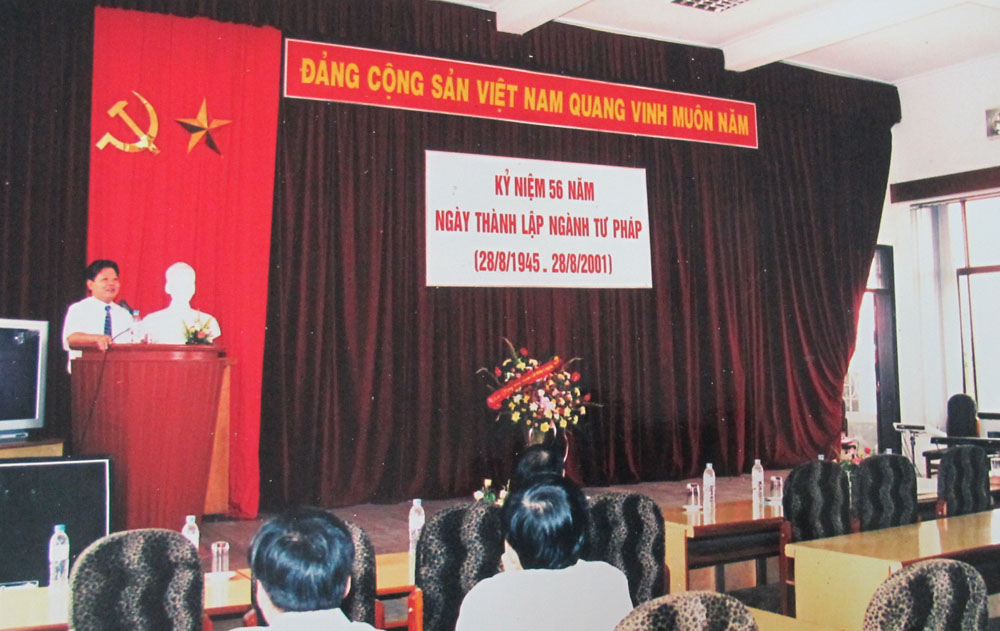 ĐẢNG CỘNG SẢN VIỆT NAM QUANG VINH MUÔN NĂM
KỶ NIỆM 56 NĂM
NGÀY THÀNH LẬP NGÀNH TƯ PHÁP
(28/8/1945 - 28/8/2001)